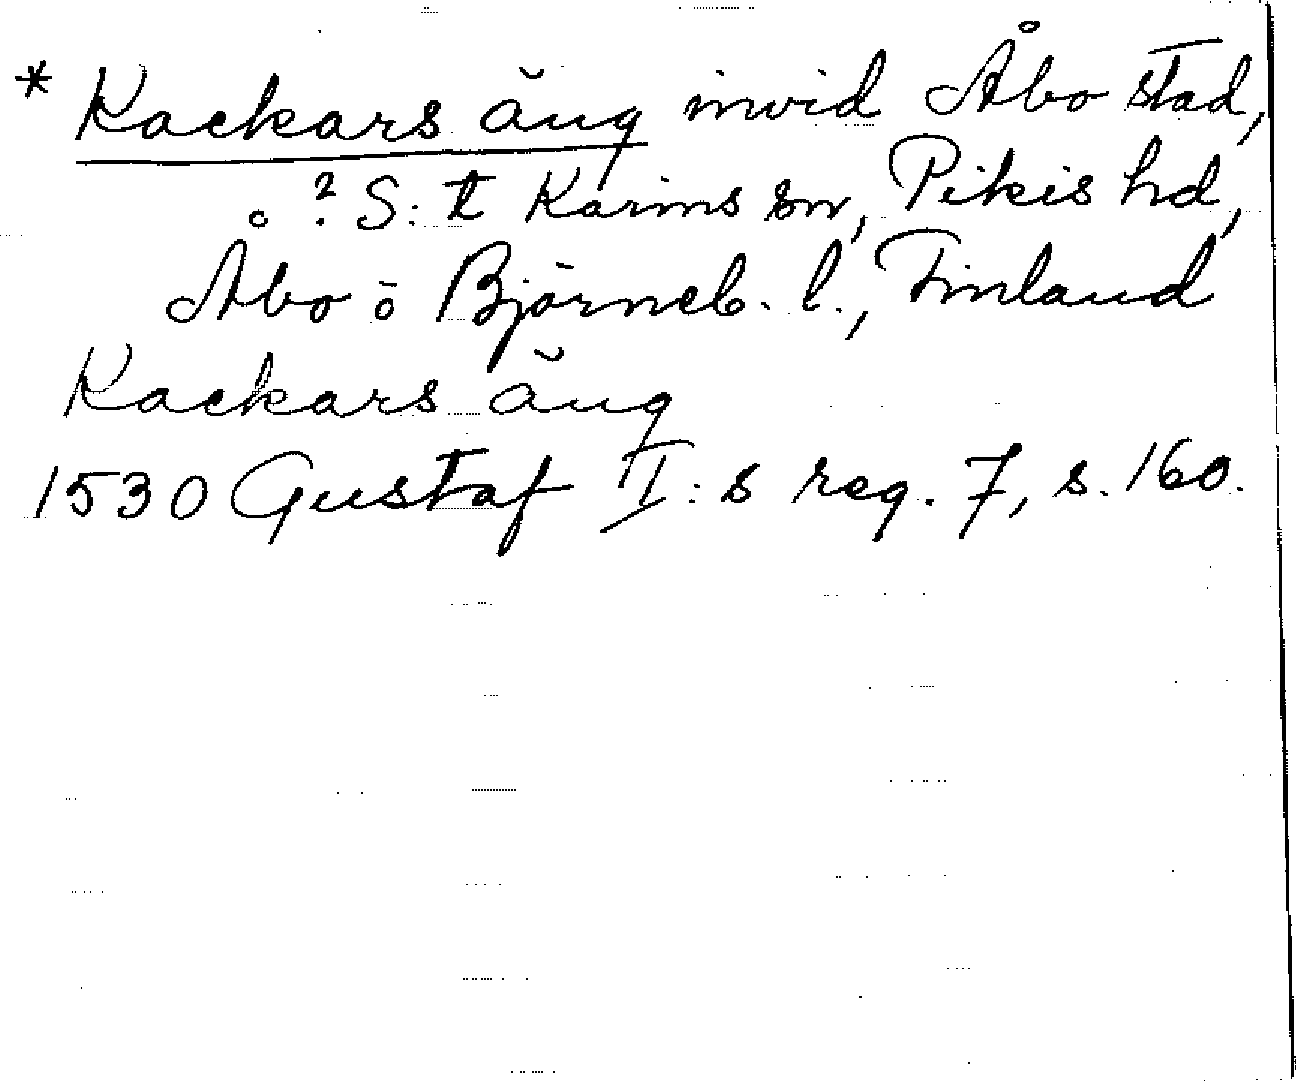 * Kackars äng invid Åbo stad,
? S:t Karins sn, Pikis hd,
Åbo o Björneb. l., Finland
Kackars äng
1530 Gustaf I:s reg. 7, s. 160.